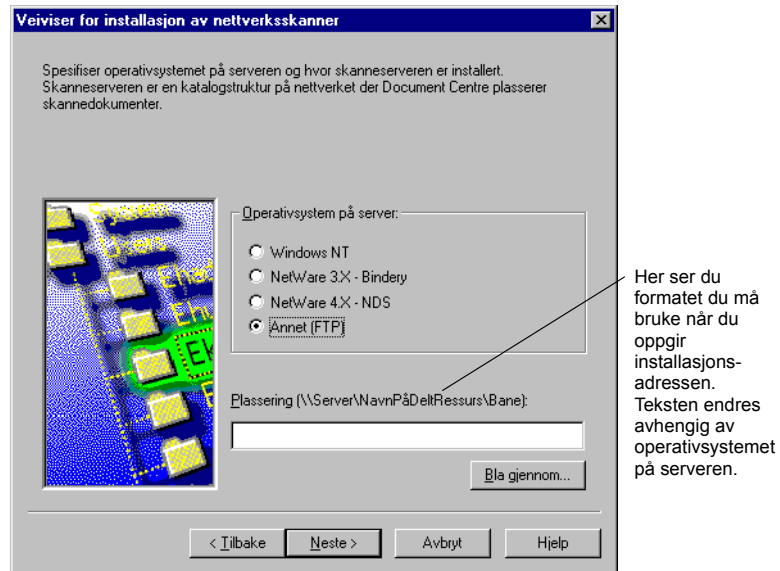 Veiviser for installasjon av nettverksskanner
Spesifiser operativsystemet på serveren og hvor skanneserveren er installert.
Skanneserveren er en katalogstruktur på nettverket der Document Centre plasserer
skannedokumenter.
System
Users
Operativsystem på server:
Windows NT
NetWare 3.X - Bindery
NetWare 4.X - NDS
Annet (FTP)
Plassering (\\Server\NavnPåDeltRessurs\Bane):
Bla gjennom...
< Tilbake
Neste >
Avbryt
Hjelp
Her ser du
formatet du må
bruke når du
oppgir
installasjons-
adressen.
Teksten endres
avhengig av
operativsystemet
på serveren.